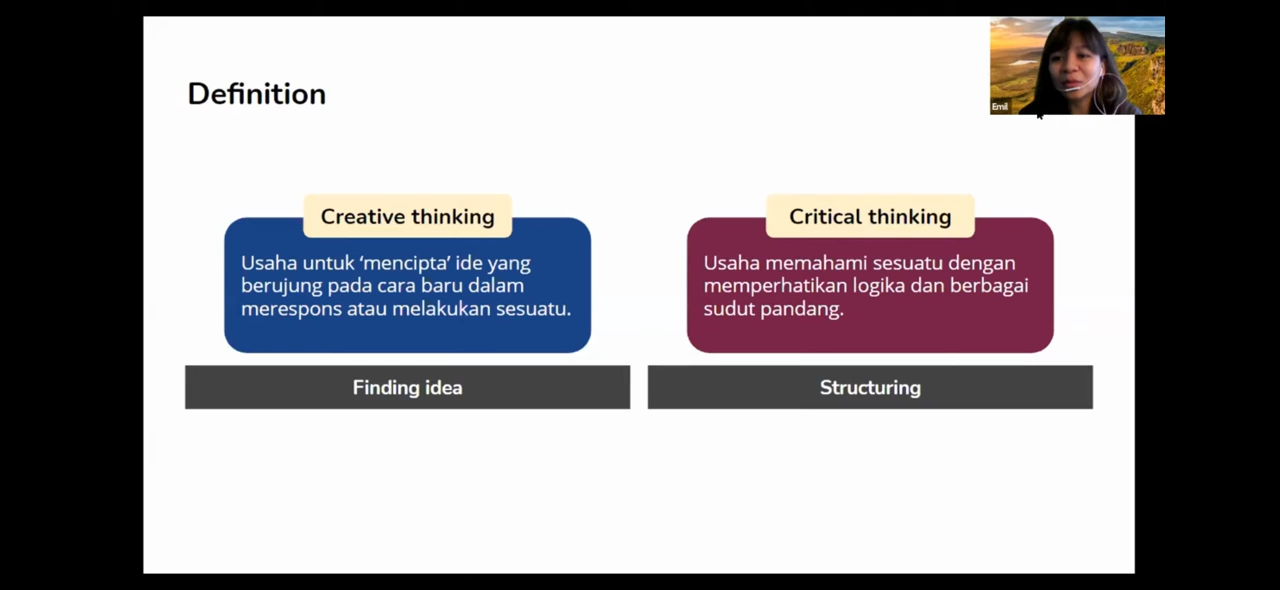 Definition
Emil
Creative thinking
Usaha untuk ‘mencipta’ ide yang
berujung pada cara baru dalam
merespons atau melakukan sesuatu.
Finding idea
Critical thinking
Usaha memahami sesuatu dengan
memperhatikan logika dan berbagai
sudut pandang.
Structuring